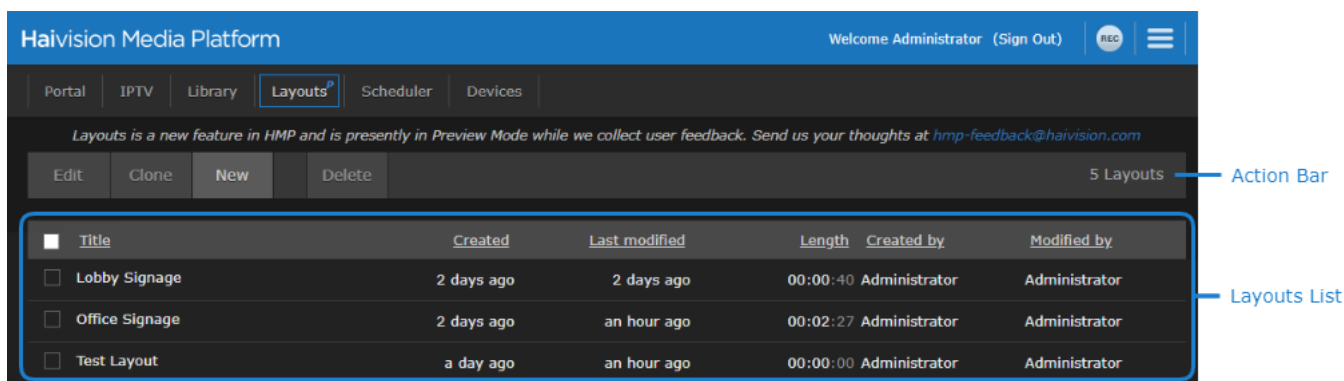 Haivision Media Platform Welcome Administrator (Sign Out) REC
Portal IPTV Library Layouts P Scheduler Devices
Layouts is a new feature in HMP and is presently in Preview Mode while we collect user feedback. Send us your thoughts at hmp-feedback@haivision.com
Edit Clone New Delete 5 Layouts Action Bar
Title Created Last modified Length Created by Modified by
Lobby Signage 2 days ago 2 days ago 00:00:40 Administrator Administrator
Layouts List
Office Signage 2 days ago an hour ago 00:02:27 Administrator Administrator
Test Layout a day ago an hour ago 00:00:00 Administrator Administrator